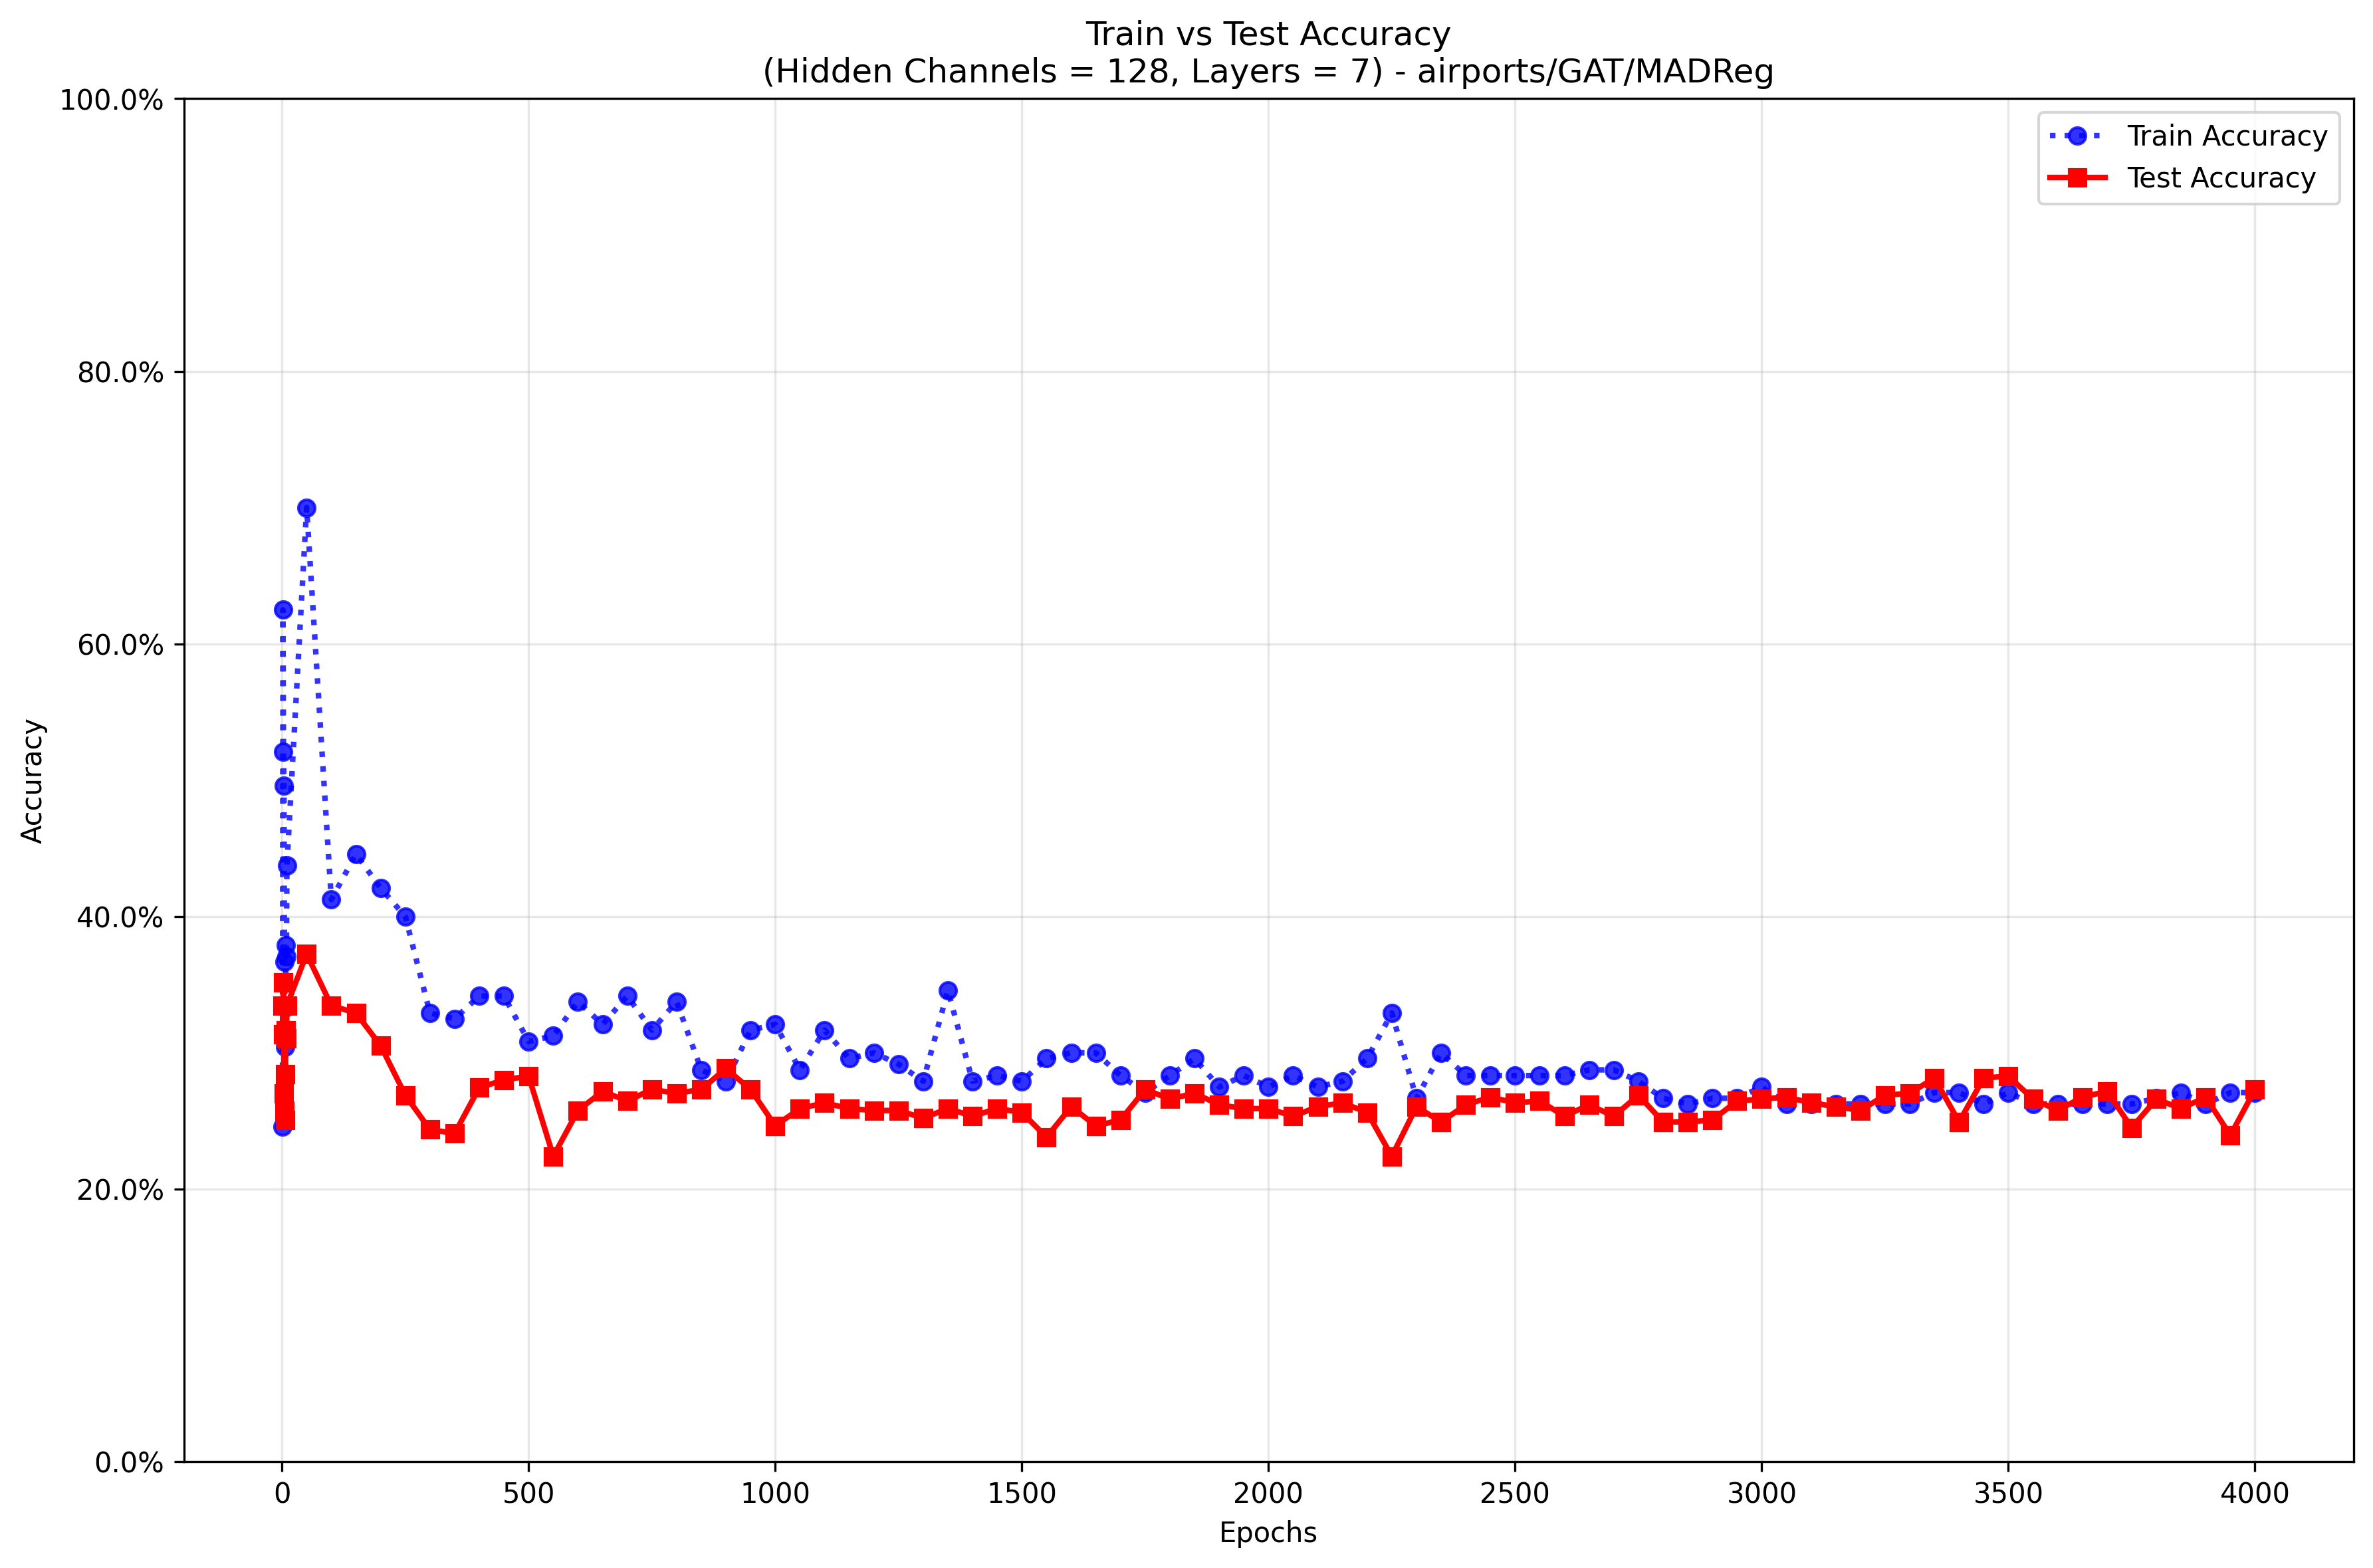 Train vs Test Accuracy
(Hidden Channels = 128, Layers = 7) - airports/GAT/MADReg
100.0%
80.0%
60.0%
40.0%
20.0%
0.0%
Accuracy
Train Accuracy
Test Accuracy
0 500 1000 1500 2000 2500 3000 3500 4000
Epochs